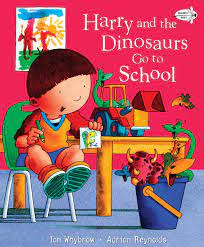 Harry and the
Dinosaurs
Go to
School
Ian Whybrow • Adrian Reynolds